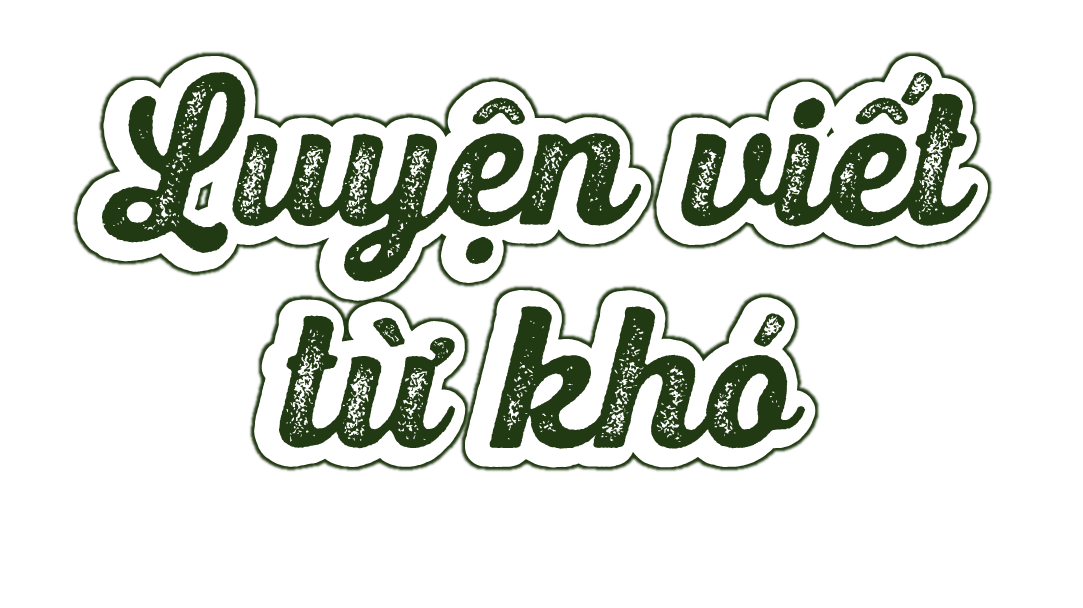 Luyện viết
từ khó